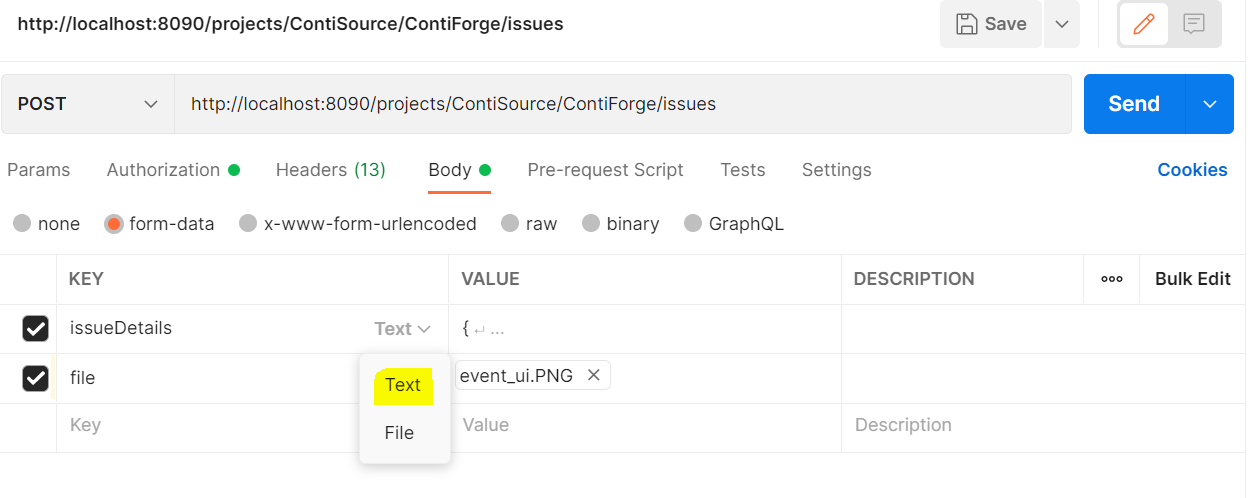 http://localhost:8090/projects/ContiSource/ContiForge/issues
Save
POST
http://localhost:8090/projects/ContiSource/ContiForge/issues
Send
Params Authorization Headers (13) Body Pre-request Script Tests Settings Cookies
none form-data x-www-form-urlencoded raw binary GraphQL
KEY VALUE DESCRIPTION ooo Bulk Edit
issueDetails Text { ↵ ...
file event_ui.PNG ×
Text
Key Value Description
File